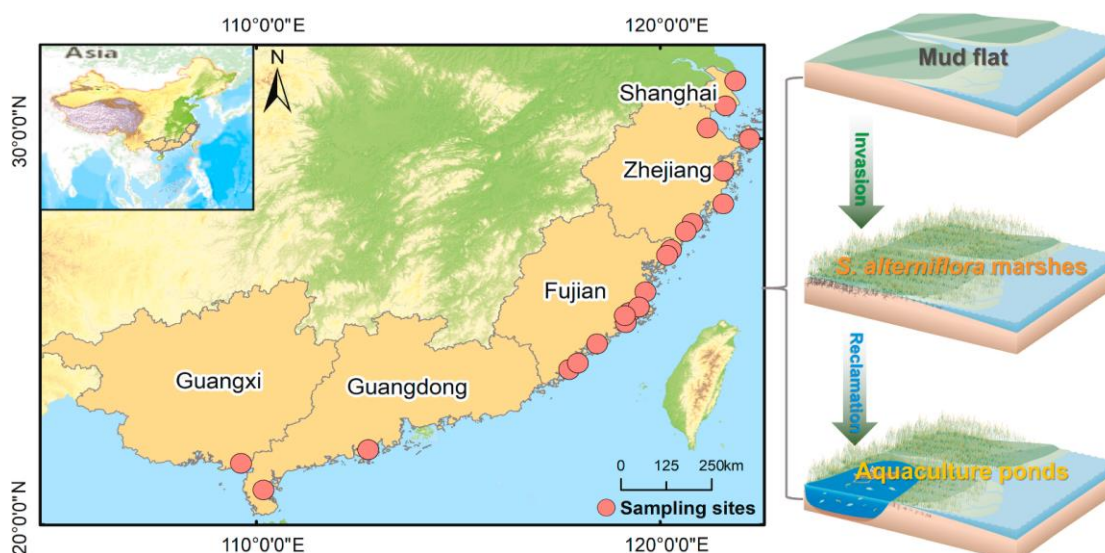 110°0'0"E
120°0'0"E
Asia
N
30°0'0"N
20°0'0"N
Shanghai
Zhejiang
Fujian
Guangxi
Guangdong
0 125 250km
Sampling sites
110°0'0"E
120°0'0"E
Mud flat
Invasion
S. alterniflora marshes
Reclamation
Aquaculture ponds